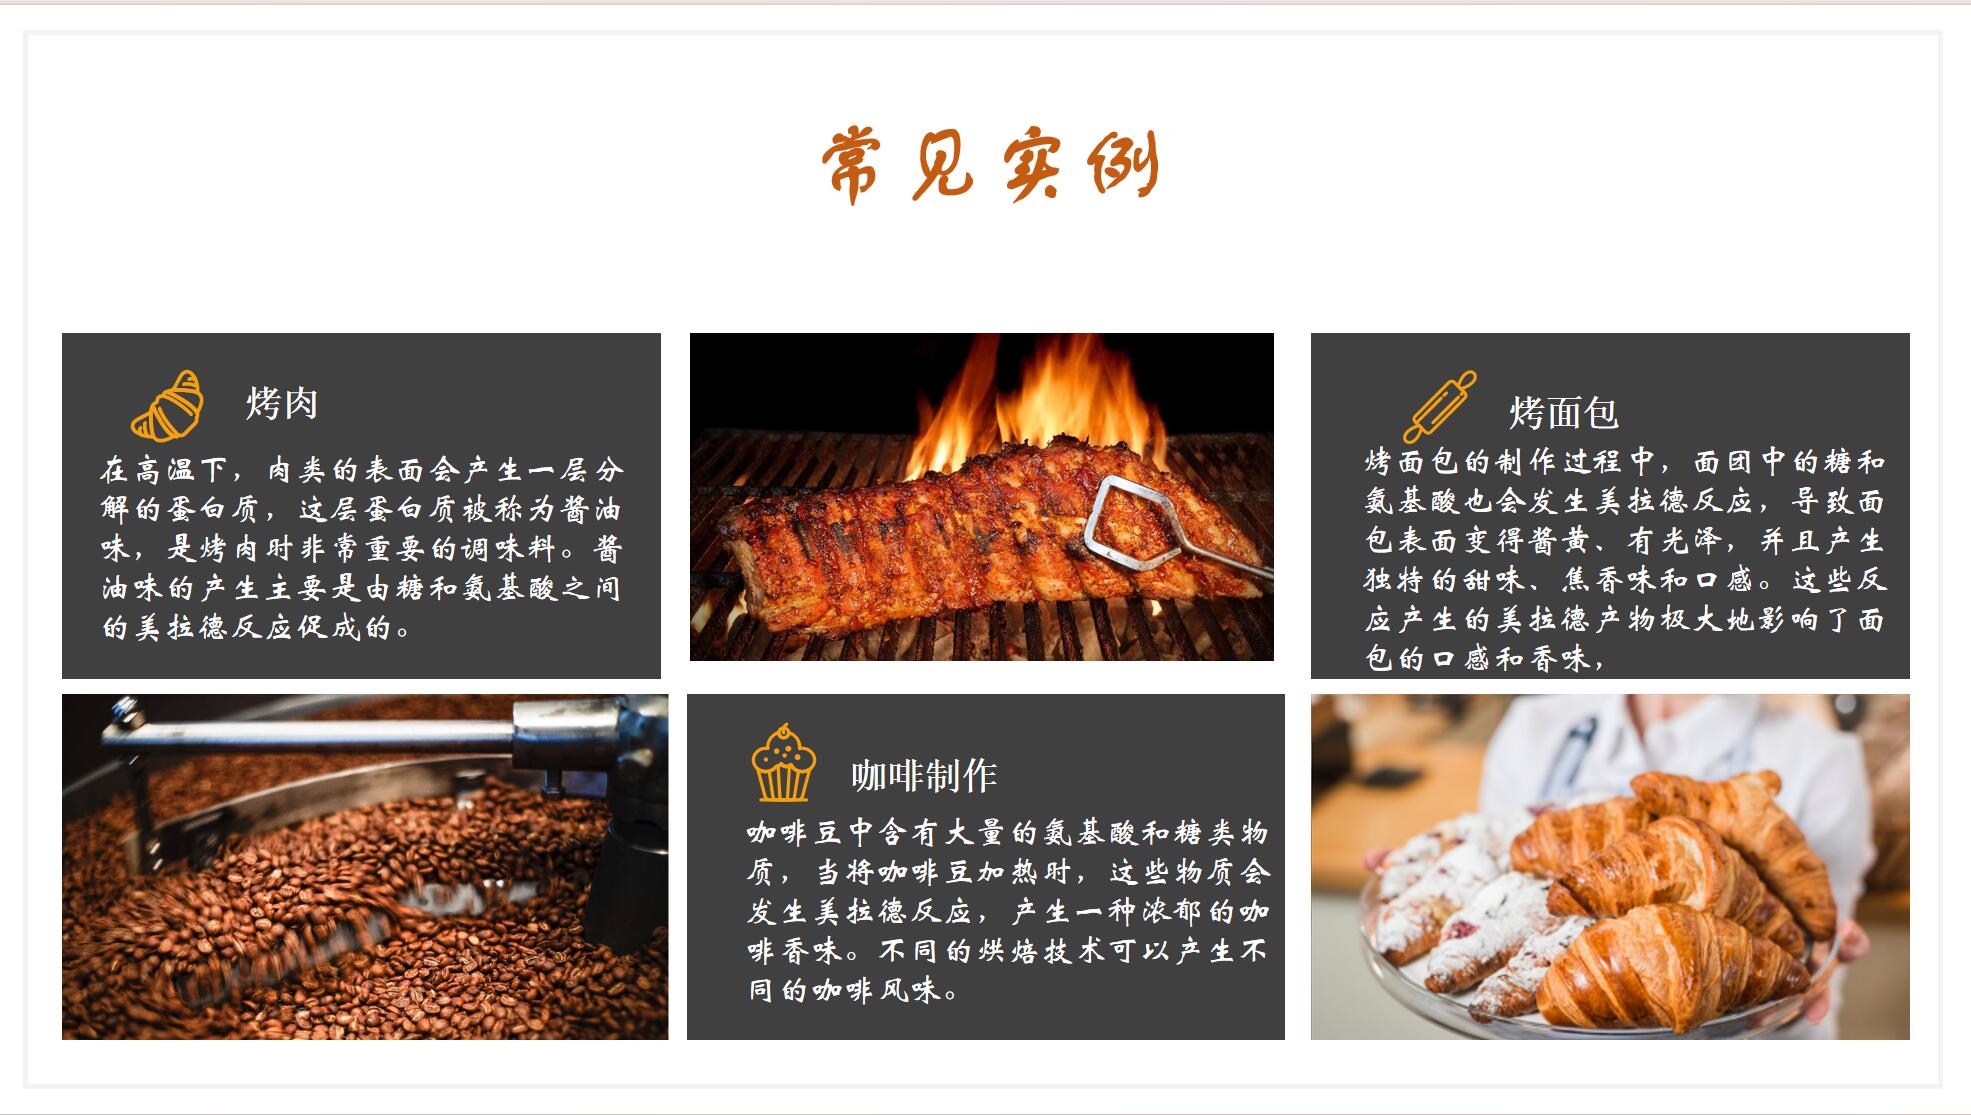 常见实例
烤肉
在高温下，肉类的表面会产生一层分
解的蛋白质，这层蛋白质被称为酱油
味，是烤肉时非常重要的调味料。酱
油味的产生主要是由糖和氨基酸之间
的美拉德反应促成的。
烤面包
烤面包的制作过程中，面团中的糖和
氨基酸也会发生美拉德反应，导致面
包表面变得酱黄、有光泽，并且产生
独特的甜味、焦香味和口感。这些反
应产生的美拉德产物极大地影响了面
包的口感和香味，
咖啡制作
咖啡豆中含有大量的氨基酸和糖类物
质，当将咖啡豆加热时，这些物质会
发生美拉德反应，产生一种浓郁的咖
啡香味。不同的烘焙技术可以产生不
同的咖啡风味。